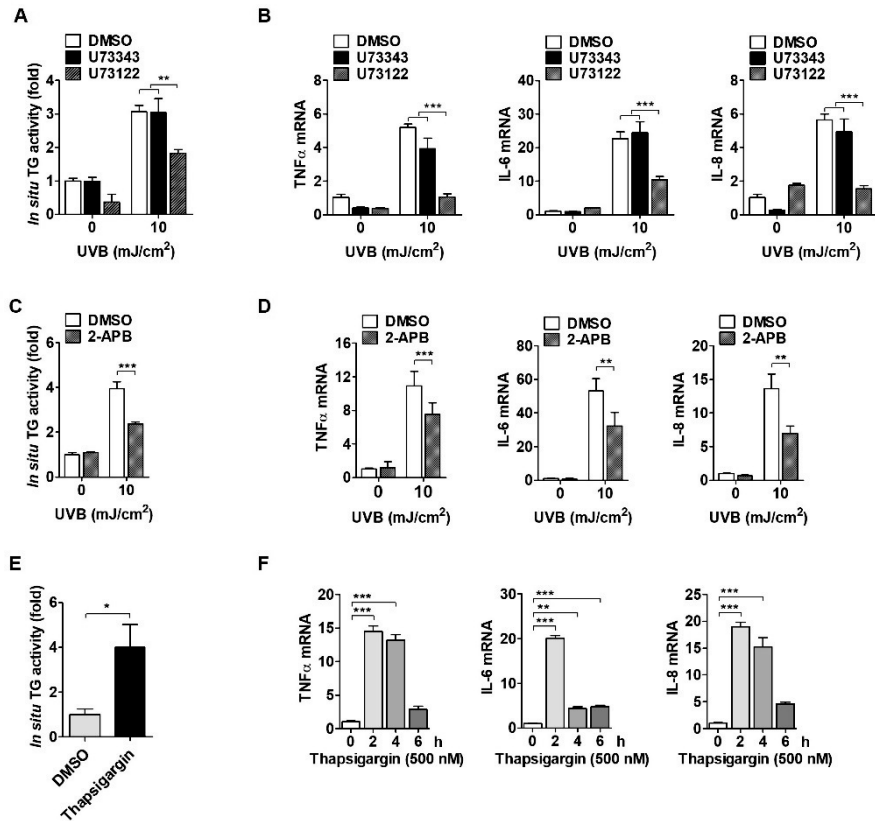 A
DMSO
U73343
U73122
In situ TG activity (fold)
4
3
2
1
0
**
0 10
UVB (mJ/cm²)
B
DMSO
U73343
U73122
TNFα mRNA
6
4
2
0
***
0 10
UVB (mJ/cm²)
DMSO
U73343
U73122
IL-6 mRNA
40
30
20
10
0
***
0 10
UVB (mJ/cm²)
DMSO
U73343
U73122
IL-8 mRNA
8
6
4
2
0
***
0 10
UVB (mJ/cm²)
C
DMSO
2-APB
In situ TG activity (fold)
6
4
2
0
***
0 10
UVB (mJ/cm²)
D
DMSO
2-APB
TNFα mRNA
16
12
8
4
0
***
0 10
UVB (mJ/cm²)
DMSO
2-APB
IL-6 mRNA
80
60
40
20
0
**
0 10
UVB (mJ/cm²)
DMSO
2-APB
IL-8 mRNA
20
15
10
5
0
**
0 10
UVB (mJ/cm²)
E
In situ TG activity (fold)
6
4
2
0
*
DMSO
Thapsigargin
F
TNFα mRNA
20
15
10
5
0
***
***
0 2 4 6 h
Thapsigargin (500 nM)
IL-6 mRNA
30
20
10
0
***
**
***
0 2 4 6 h
Thapsigargin (500 nM)
IL-8 mRNA
25
20
15
10
5
0
***
***
0 2 4 6 h
Thapsigargin (500 nM)